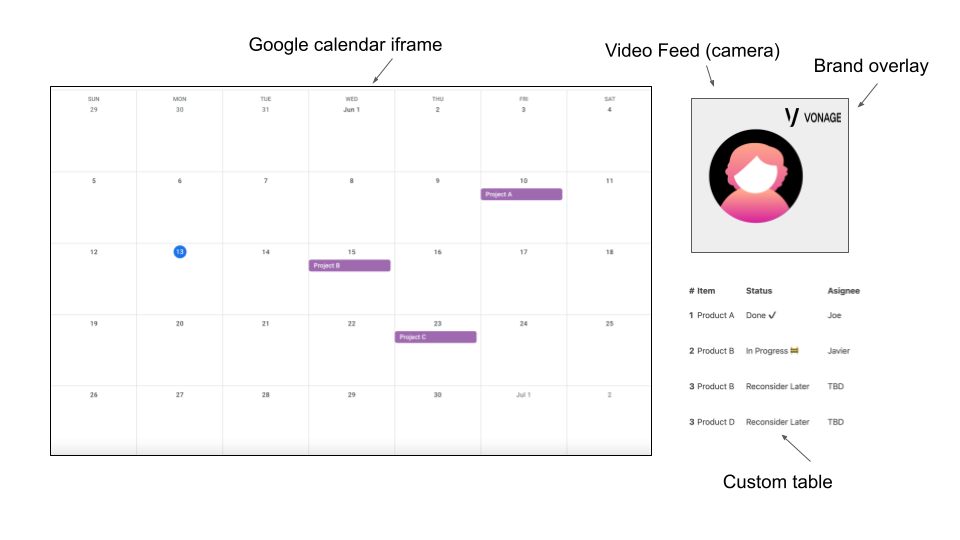 Google calendar iframe
Video Feed (camera)
Brand overlay
SUN MON TUE WED THU FRI SAT
29 30 31 Jun 1 2 3 4
5 6 7 8 9 10 11
Project A
12 13 14 15 16 17 18
Project B
19 20 21 22 23 24 25
Project C
26 27 28 29 30 Jul 1 2
VONAGE
# Item Status Asignee
1 Product A Done ✓ Joe
2 Product B In Progress 🚧 Javier
3 Product B Reconsider Later TBD
3 Product D Reconsider Later TBD
Custom table